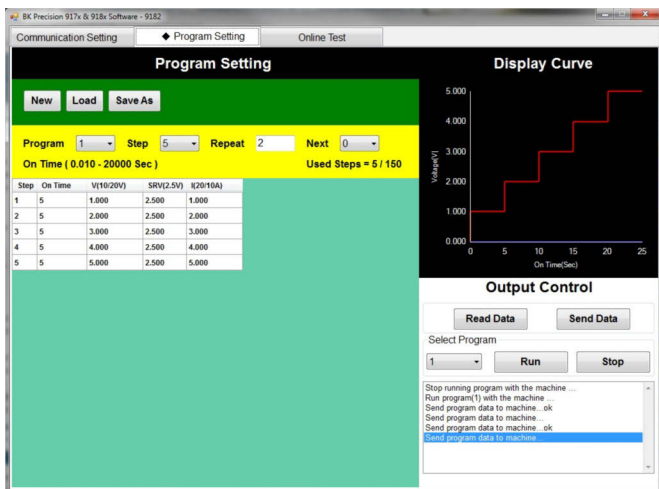 BK Precision 917x & 918x Software - 9182
Communication Setting
◆ Program Setting
Online Test
Program Setting
New Load Save As
Program 1 Step 5 Repeat 2 Next 0
On Time ( 0.010 - 20000 Sec ) Used Steps = 5 / 150
Step On Time V(10/20V) SRV(2.5V) I(20/10A)
1 5 1.000 2.500 1.000
2 5 2.000 2.500 2.000
3 5 3.000 2.500 3.000
4 5 4.000 2.500 4.000
5 5 5.000 2.500 5.000
Display Curve
5.000
4.000
3.000
2.000
1.000
0.000
Voltage(V)
0 5 10 15 20 25
On Time(Sec)
Output Control
Read Data Send Data
Select Program
1 Run Stop
Stop running program with the machine ...
Run program(1) with the machine ...
Send program data to machine...ok
Send program data to machine...
Send program data to machine...ok
Send program data to machine...